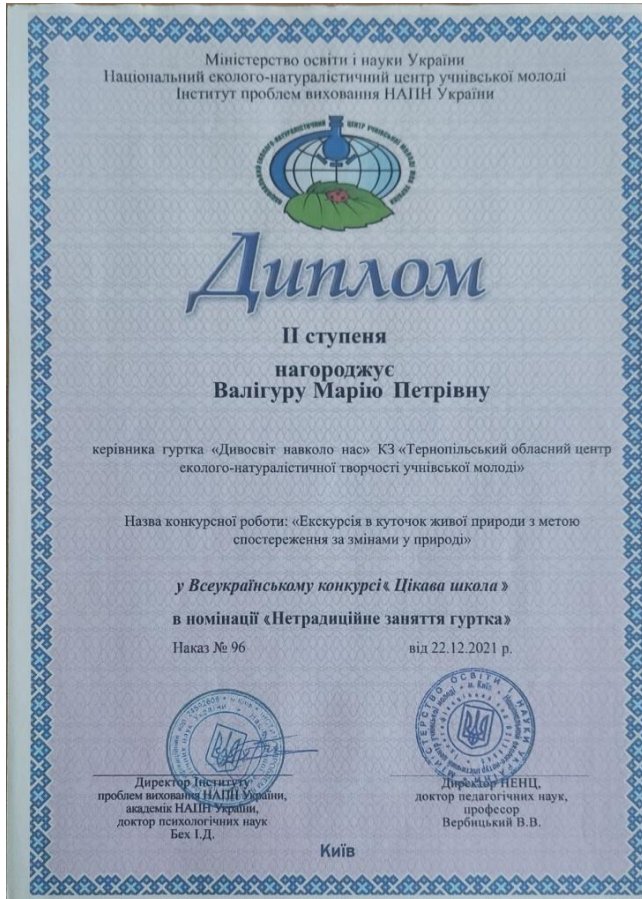 Міністерство освіти і науки України
Національний еколого-натуралістичний центр учнівської молоді
Інститут проблем виховання НАПН України
Диплом
ІІ ступеня
нагороджує
Валігуру Марію Петрівну
керівника гуртка «Дивосвіт навколо нас» КЗ «Тернопільський обласний центр
еколого-натуралістичної творчості учнівської молоді»
Назва конкурсної роботи: «Екскурсія в куточок живої природи з метою
спостереження за змінами у природі»
у Всеукраїнському конкурсі « Цікава школа »
в номінації «Нетрадиційне заняття гуртка»
Наказ № 96 від 22.12.2021 р.
Директор Інституту
проблем виховання НАПН України,
академік НАПН України,
доктор психологічних наук
Бех І.Д.
Директор НЕНЦ,
доктор педагогічних наук,
професор
Вербицький В.В.
Київ